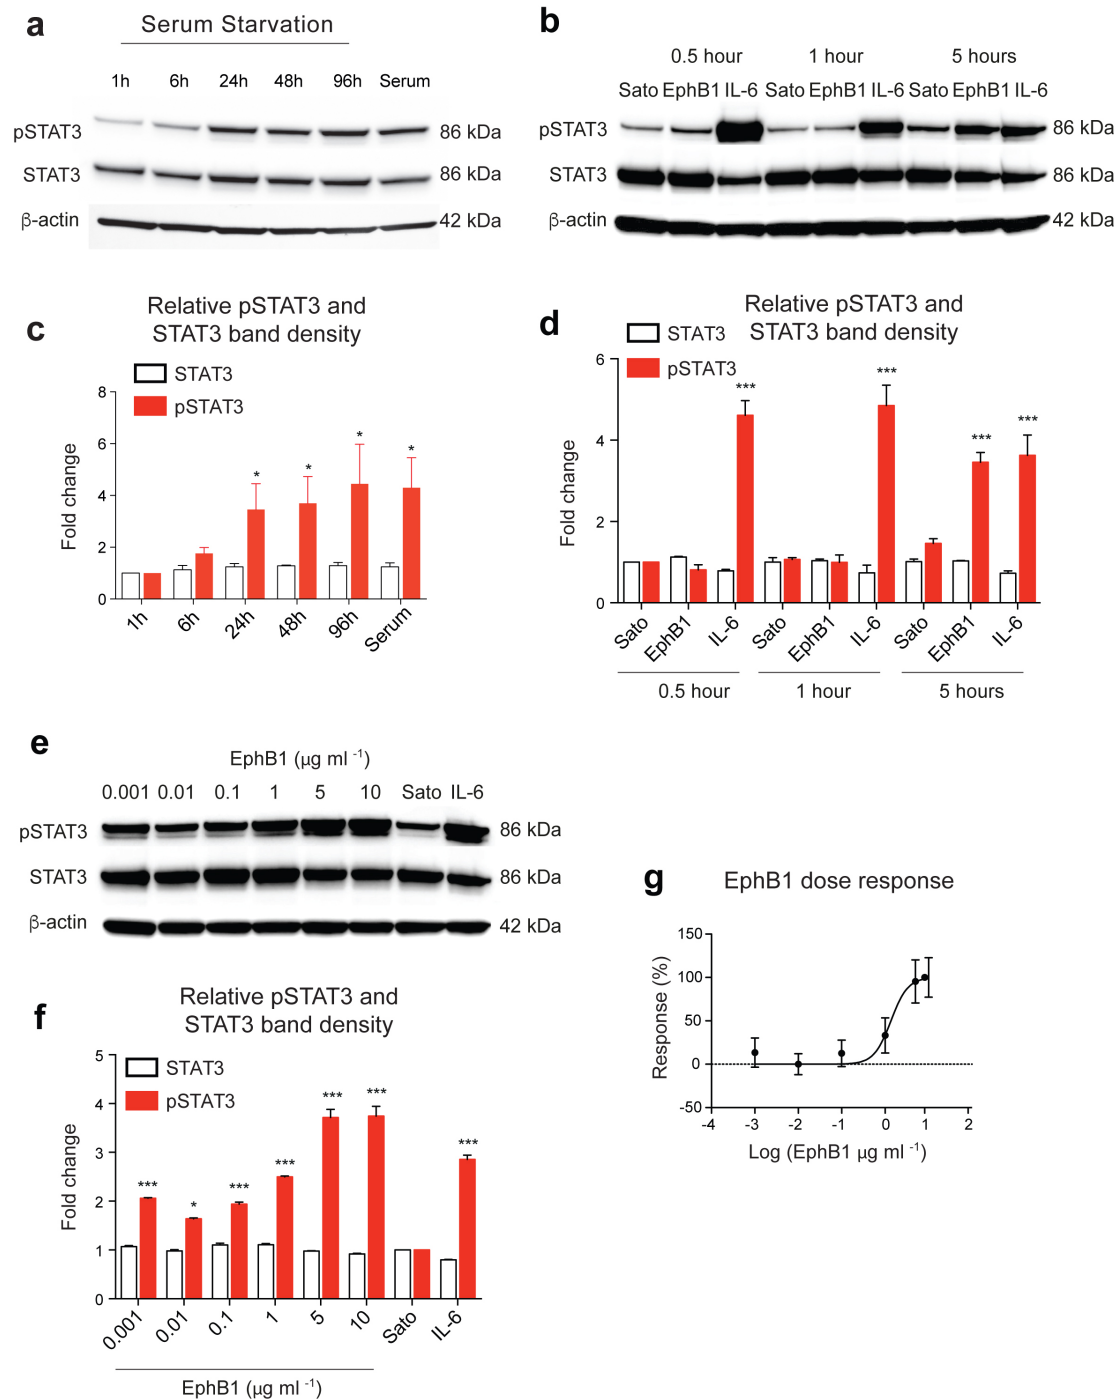 a
Serum Starvation
1h 6h 24h 48h 96h Serum
pSTAT3 86 kDa
STAT3 86 kDa
β-actin 42 kDa
b
0.5 hour 1 hour 5 hours
Sato EphB1 IL-6 Sato EphB1 IL-6 Sato EphB1 IL-6
pSTAT3 86 kDa
STAT3 86 kDa
β-actin 42 kDa
c
Relative pSTAT3 and
STAT3 band density
STAT3
pSTAT3
Fold change
8
6
4
2
0
* * * *
1h 6h 24h 48h 96h Serum
d
Relative pSTAT3 and
STAT3 band density
STAT3
pSTAT3
Fold change
6
4
2
0
*** *** *** ***
Sato EphB1 IL-6 Sato EphB1 IL-6 Sato EphB1 IL-6
0.5 hour 1 hour 5 hours
e
EphB1 (µg ml -1)
0.001 0.01 0.1 1 5 10 Sato IL-6
pSTAT3 86 kDa
STAT3 86 kDa
β-actin 42 kDa
f
Relative pSTAT3 and
STAT3 band density
STAT3
pSTAT3
Fold change
5
4
3
2
1
0
*** * *** *** *** *** ***
0.001 0.01 0.1 1 5 10 Sato IL-6
EphB1 (µg ml -1)
g
EphB1 dose response
Response (%)
150
100
50
0
-50
-4 -3 -2 -1 0 1 2
Log (EphB1 µg ml -1)